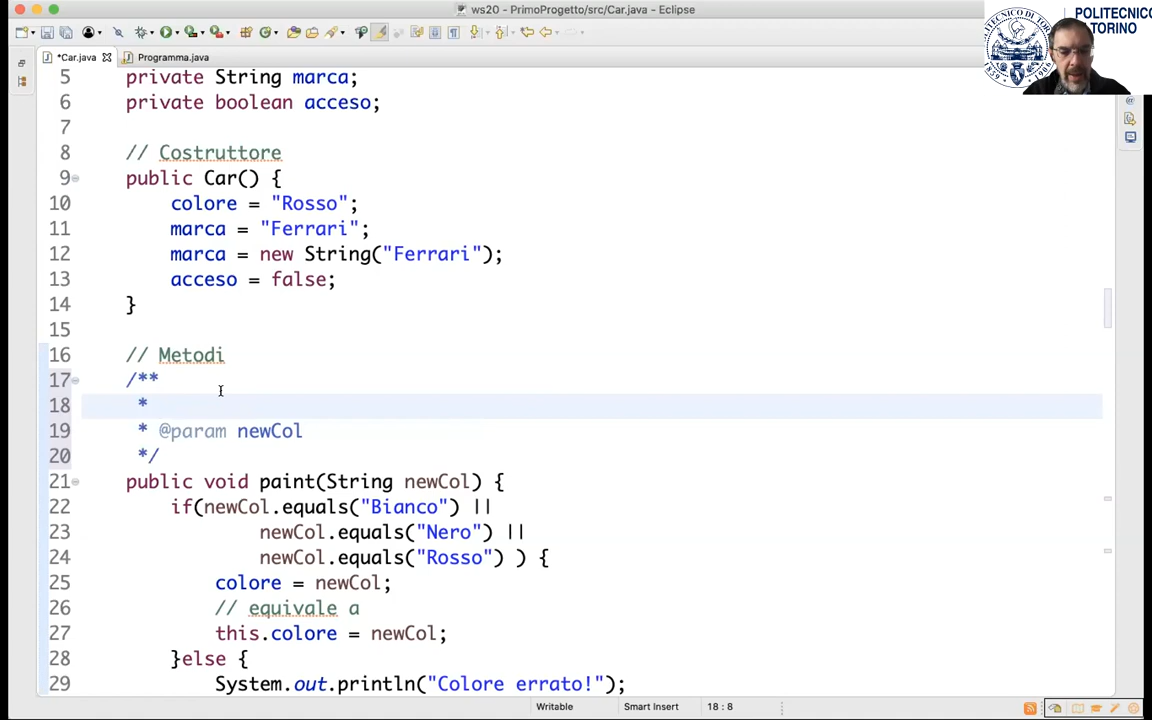 ws20 - PrimoProgetto/src/Car.java - Eclipse
POLITECNICO
DI TORINO
1859
*Car.java
Programma.java
5 private String marca;
6 private boolean acceso;
7
8 // Costruttore
9 public Car() {
10 colore = "Rosso";
11 marca = "Ferrari";
12 marca = new String("Ferrari");
13 acceso = false;
14 }
15
16 // Metodi
17 /**
18 *
19 * @param newCol
20 */
21 public void paint(String newCol) {
22 if(newCol.equals("Bianco") ||
23 newCol.equals("Nero") ||
24 newCol.equals("Rosso") ) {
25 colore = newCol;
26 // equivale a
27 this.colore = newCol;
28 }else {
29 System.out.println("Colore errato!");
Writable
Smart Insert
18 : 8